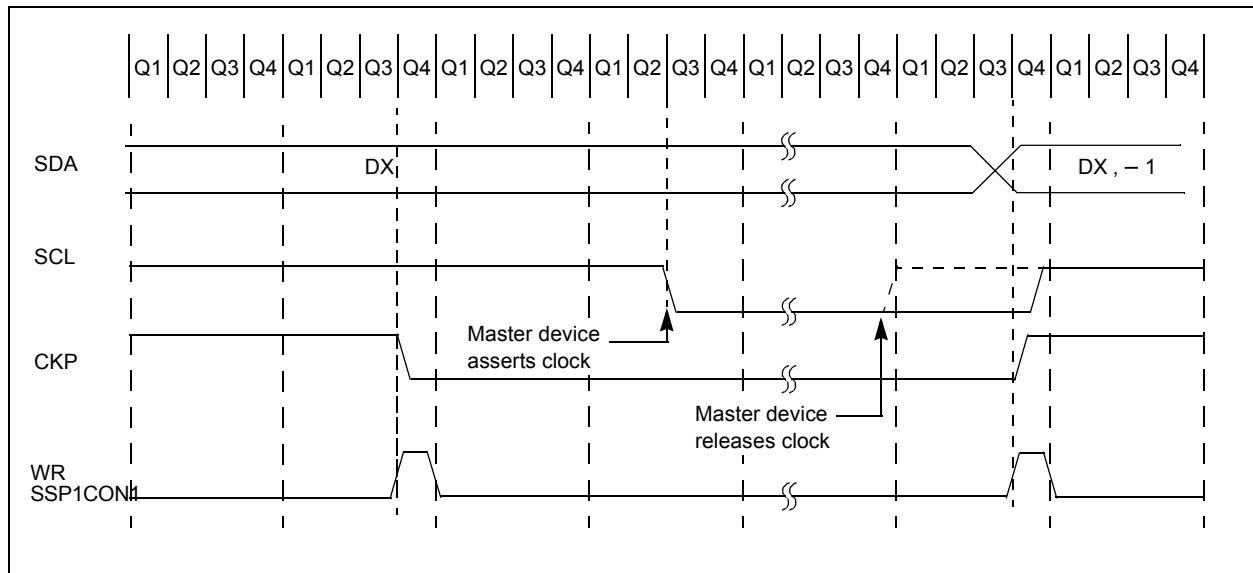 Q1 Q2 Q3 Q4 Q1 Q2 Q3 Q4 Q1 Q2 Q3 Q4 Q1 Q2 Q3 Q4 Q1 Q2 Q3 Q4 Q1 Q2 Q3 Q4 Q1 Q2 Q3 Q4
SDA
DX
DX , – 1
SCL
Master device
asserts clock
CKP
Master device
releases clock
WR
SSP1CON1